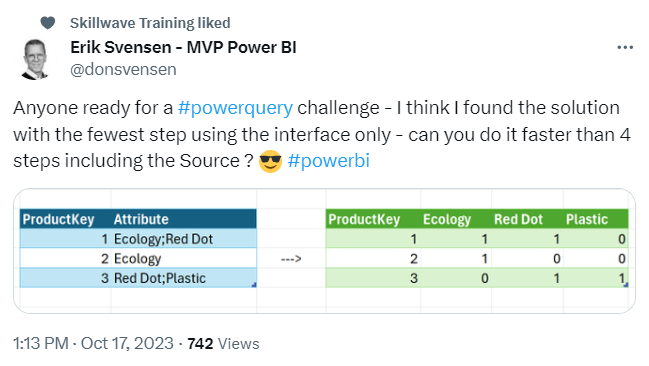 Skillwave Training liked
Erik Svensen - MVP Power BI
@donsvensen
Anyone ready for a #powerquery challenge - I think I found the solution
with the fewest step using the interface only - can you do it faster than 4
steps including the Source ? 😎 #powerbi
ProductKey Attribute ProductKey Ecology Red Dot Plastic
1 Ecology;Red Dot 1 1 1 0
2 Ecology ---> 2 1 0 0
3 Red Dot;Plastic 3 0 1 1
1:13 PM · Oct 17, 2023 · 742 Views